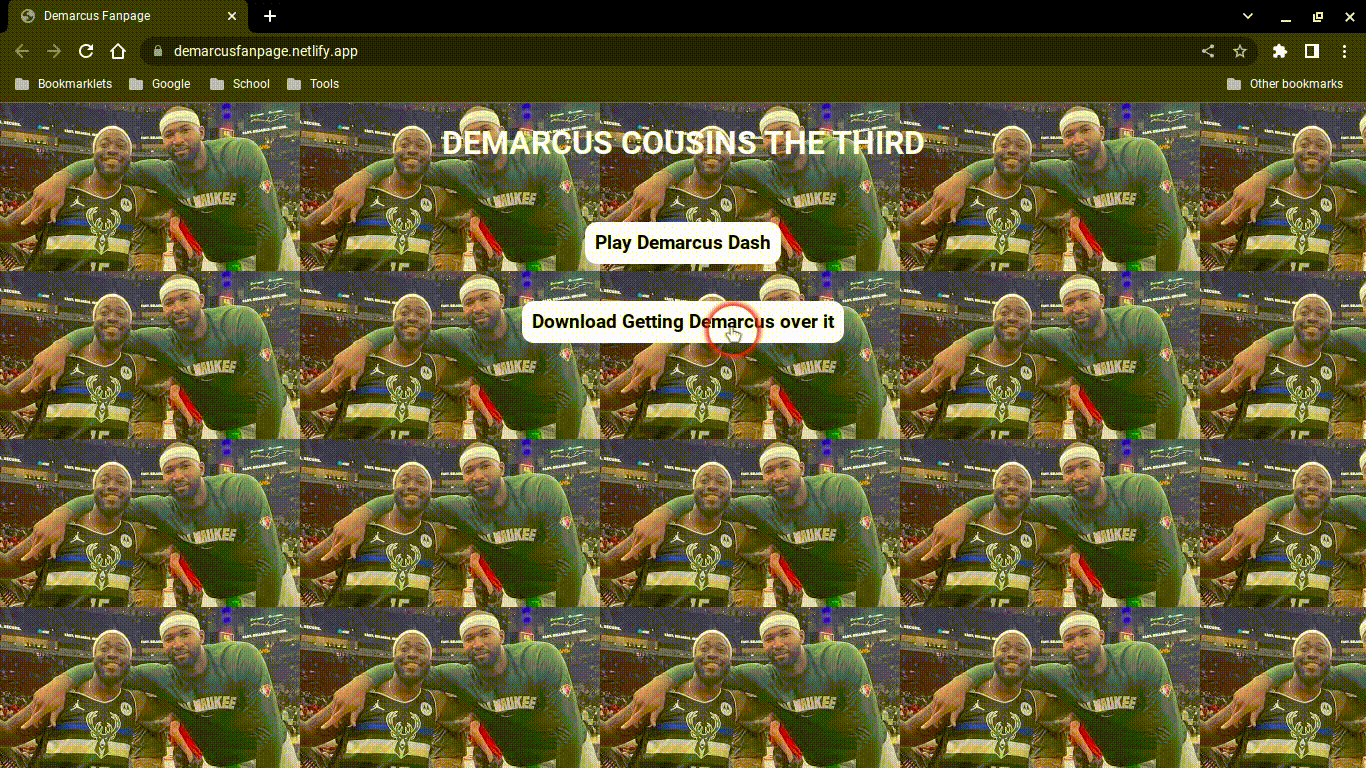 Demarcus Fanpage
demarcusfanpage.netlify.app
Bookmarklets Google School Tools Other bookmarks
DEMARCUS COUSINS THE THIRD
Play Demarcus Dash
Download Getting Demarcus over it